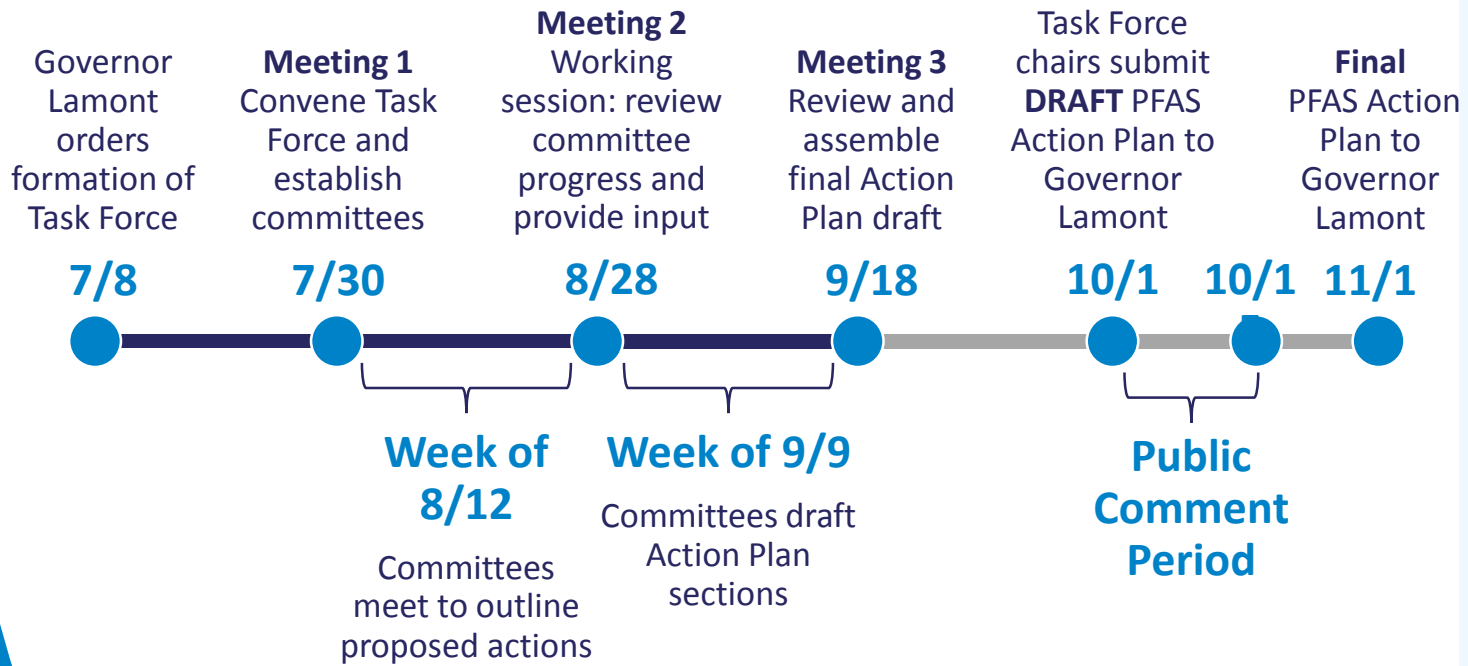 Governor
Lamont
orders
formation of
Task Force
7/8
Meeting 1
Convene Task
Force and
establish
committees
7/30
Meeting 2
Working
session: review
committee
progress and
provide input
8/28
Meeting 3
Review and
assemble
final Action
Plan draft
9/18
Task Force
chairs submit
DRAFT PFAS
Action Plan to
Governor
Lamont
10/1
10/1
Final
PFAS Action
Plan to
Governor
Lamont
11/1
Week of
8/12
Committees
meet to outline
proposed actions
Week of 9/9
Committees draft
Action Plan
sections
Public
Comment
Period